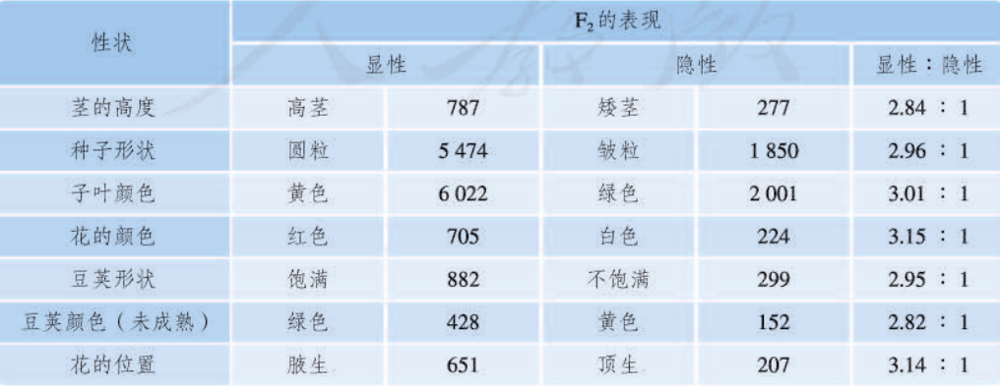 性状 F₂的表现
显性 隐性 显性：隐性
茎的高度 高茎 787 矮茎 277 2.84 ∶ 1
种子形状 圆粒 5 474 皱粒 1 850 2.96 ∶ 1
子叶颜色 黄色 6 022 绿色 2 001 3.01 ∶ 1
花的颜色 红色 705 白色 224 3.15 ∶ 1
豆荚形状 饱满 882 不饱满 299 2.95 ∶ 1
豆荚颜色（未成熟） 绿色 428 黄色 152 2.82 ∶ 1
花的位置 腋生 651 顶生 207 3.14 ∶ 1